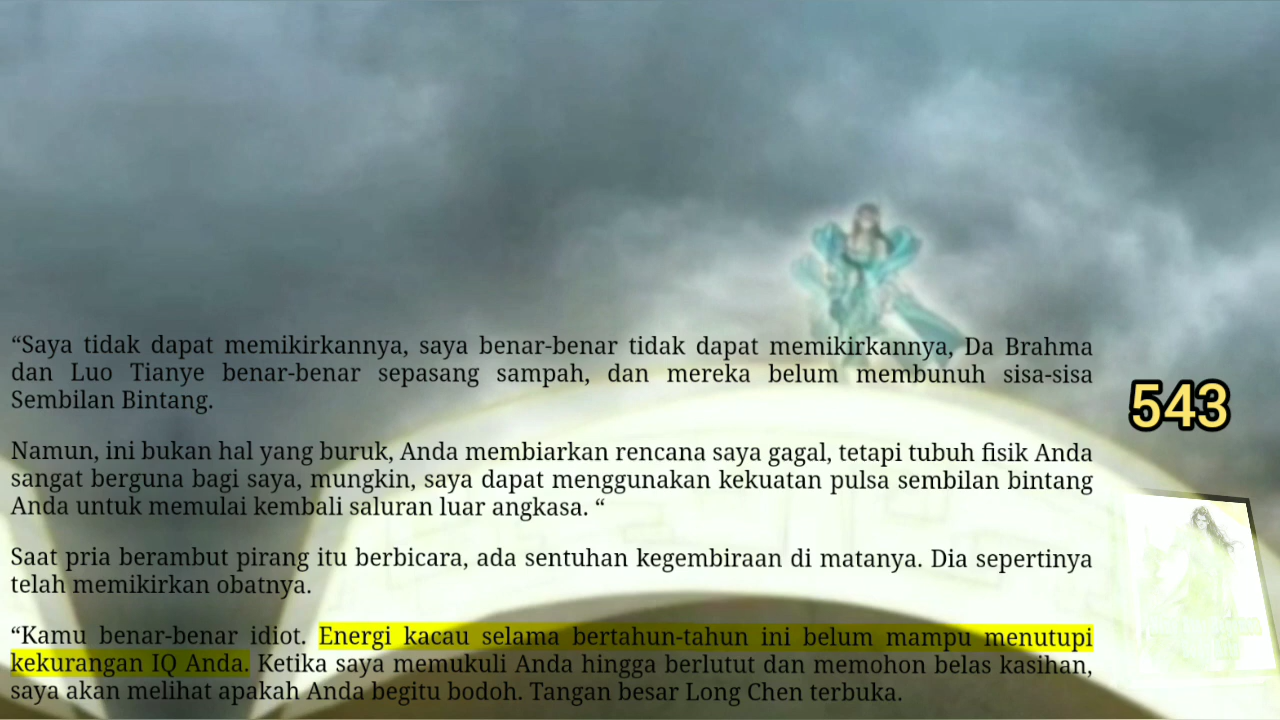 “Saya tidak dapat memikirkannya, saya benar-benar tidak dapat memikirkannya, Da Brahma
dan Luo Tianye benar-benar sepasang sampah, dan mereka belum membunuh sisa-sisa
Sembilan Bintang.
543
Namun, ini bukan hal yang buruk, Anda membiarkan rencana saya gagal, tetapi tubuh fisik Anda
sangat berguna bagi saya, mungkin, saya dapat menggunakan kekuatan pulsa sembilan bintang
Anda untuk memulai kembali saluran luar angkasa. “
Saat pria berambut pirang itu berbicara, ada sentuhan kegembiraan di matanya. Dia sepertinya
telah memikirkan obatnya.
“Kamu benar-benar idiot. Energi kacau selama bertahun-tahun ini belum mampu menutupi
kekurangan IQ Anda. Ketika saya memukuli Anda hingga berlutut dan memohon belas kasihan,
saya akan melihat apakah Anda begitu bodoh. Tangan besar Long Chen terbuka.